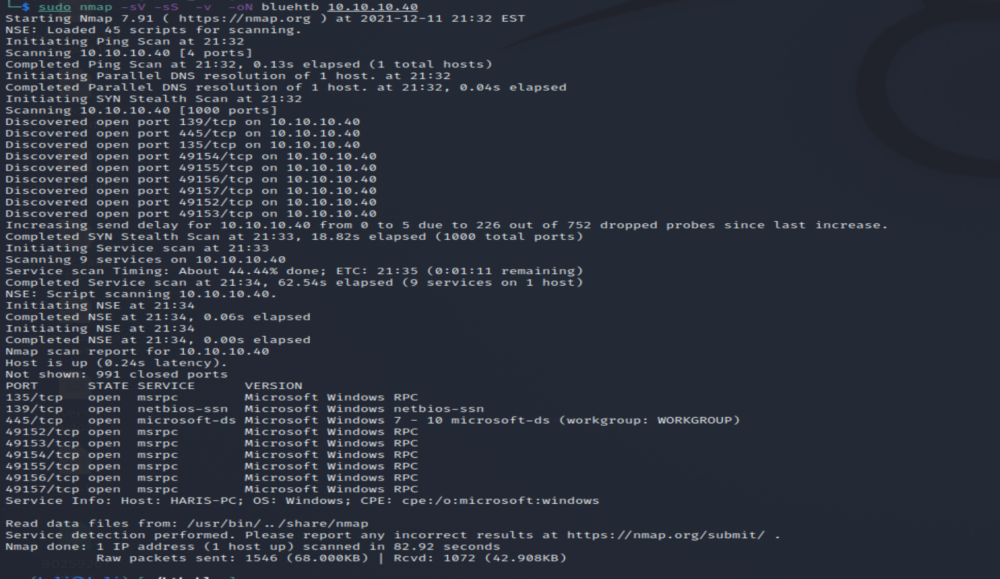 └─$ sudo nmap -sV -sS -v -oN bluehtb 10.10.10.40
Starting Nmap 7.91 ( https://nmap.org ) at 2021-12-11 21:32 EST
NSE: Loaded 45 scripts for scanning.
Initiating Ping Scan at 21:32
Scanning 10.10.10.40 [4 ports]
Completed Ping Scan at 21:32, 0.13s elapsed (1 total hosts)
Initiating Parallel DNS resolution of 1 host. at 21:32
Completed Parallel DNS resolution of 1 host. at 21:32, 0.04s elapsed
Initiating SYN Stealth Scan at 21:32
Scanning 10.10.10.40 [1000 ports]
Discovered open port 139/tcp on 10.10.10.40
Discovered open port 445/tcp on 10.10.10.40
Discovered open port 135/tcp on 10.10.10.40
Discovered open port 49154/tcp on 10.10.10.40
Discovered open port 49155/tcp on 10.10.10.40
Discovered open port 49156/tcp on 10.10.10.40
Discovered open port 49157/tcp on 10.10.10.40
Discovered open port 49152/tcp on 10.10.10.40
Discovered open port 49153/tcp on 10.10.10.40
Increasing send delay for 10.10.10.40 from 0 to 5 due to 226 out of 752 dropped probes since last increase.
Completed SYN Stealth Scan at 21:33, 18.82s elapsed (1000 total ports)
Initiating Service scan at 21:33
Scanning 9 services on 10.10.10.40
Service scan Timing: About 44.44% done; ETC: 21:35 (0:01:11 remaining)
Completed Service scan at 21:34, 62.54s elapsed (9 services on 1 host)
NSE: Script scanning 10.10.10.40.
Initiating NSE at 21:34
Completed NSE at 21:34, 0.06s elapsed
Initiating NSE at 21:34
Completed NSE at 21:34, 0.00s elapsed
Nmap scan report for 10.10.10.40
Host is up (0.24s latency).
Not shown: 991 closed ports
PORT      STATE SERVICE      VERSION
135/tcp   open  msrpc        Microsoft Windows RPC
139/tcp   open  netbios-ssn  Microsoft Windows netbios-ssn
445/tcp   open  microsoft-ds Microsoft Windows 7 - 10 microsoft-ds (workgroup: WORKGROUP)
49152/tcp open  msrpc        Microsoft Windows RPC
49153/tcp open  msrpc        Microsoft Windows RPC
49154/tcp open  msrpc        Microsoft Windows RPC
49155/tcp open  msrpc        Microsoft Windows RPC
49156/tcp open  msrpc        Microsoft Windows RPC
49157/tcp open  msrpc        Microsoft Windows RPC
Service Info: Host: HARIS-PC; OS: Windows; CPE: cpe:/o:microsoft:windows
Read data files from: /usr/bin/../share/nmap
Service detection performed. Please report any incorrect results at https://nmap.org/submit/ .
Nmap done: 1 IP address (1 host up) scanned in 82.92 seconds
Raw packets sent: 1546 (68.000KB) | Rcvd: 1072 (42.908KB)